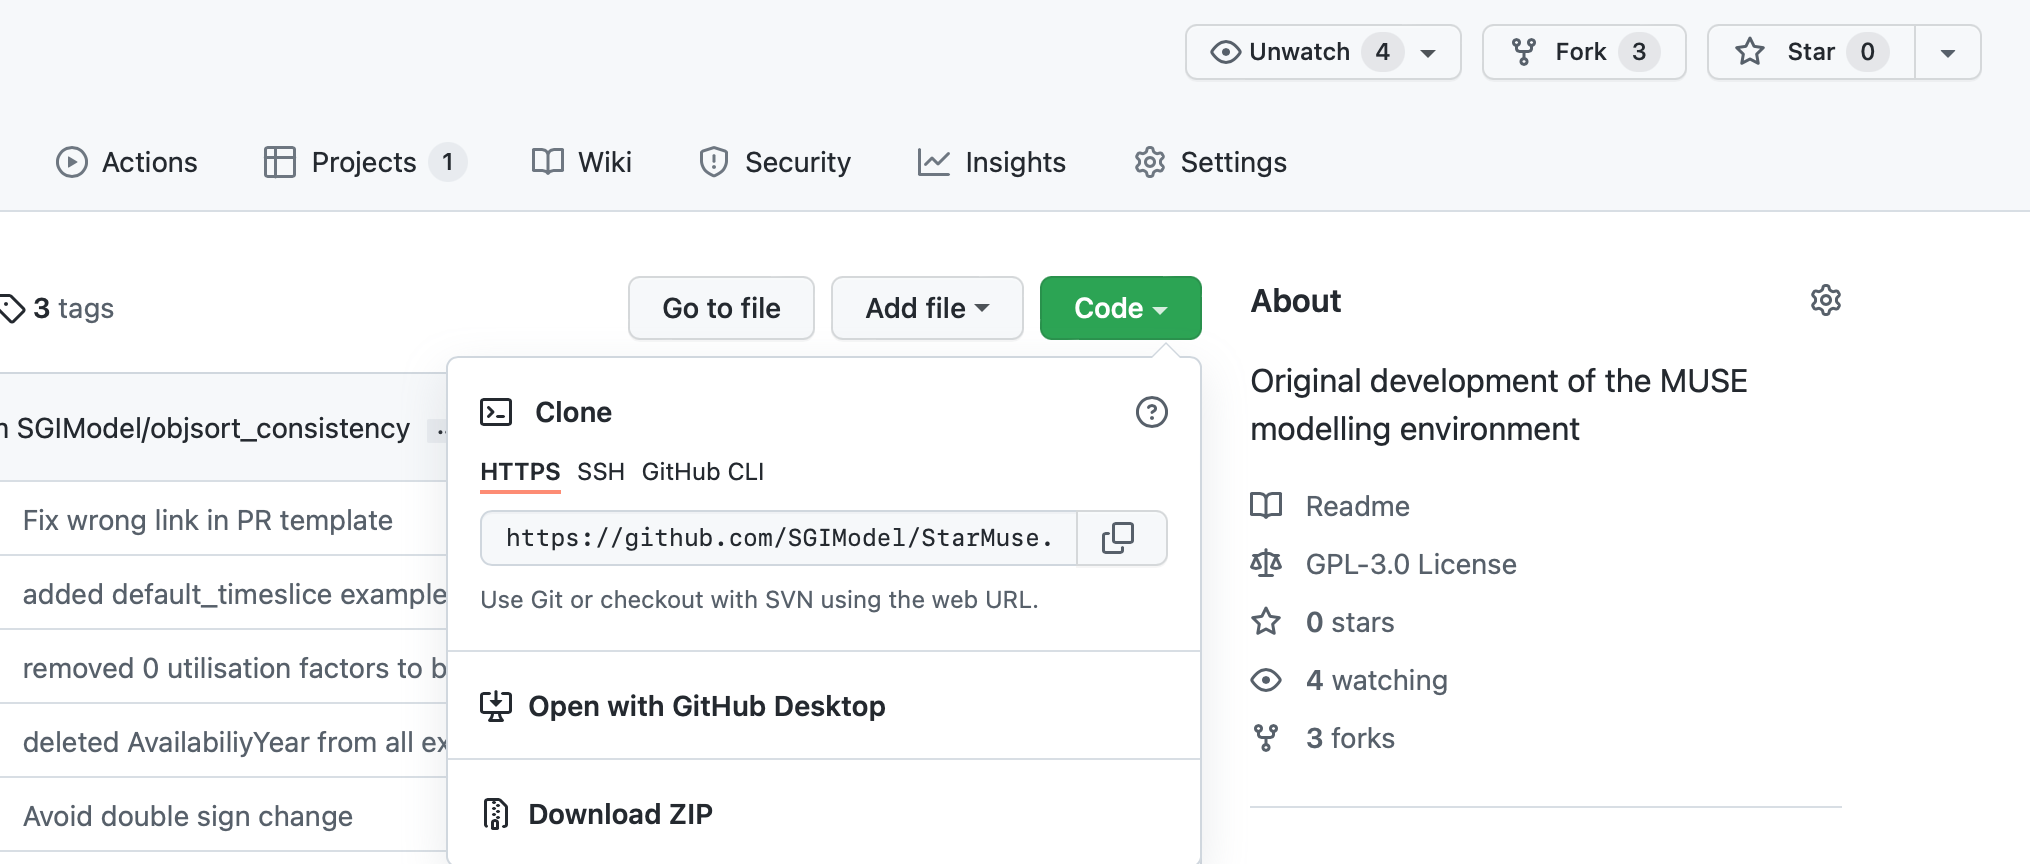 Unwatch 4
Fork 3
Star 0
Actions
Projects 1
Wiki
Security
Insights
Settings
3 tags
Go to file
Add file
Code
SGIModel/objsort_consistency
Fix wrong link in PR template
added default_timeslice example
removed 0 utilisation factors to b
deleted AvailabiliyYear from all ex
Avoid double sign change
Clone
HTTPS SSH GitHub CLI
https://github.com/SGIModel/StarMuse.
Use Git or checkout with SVN using the web URL.
Open with GitHub Desktop
Download ZIP
About
Original development of the MUSE
modelling environment
Readme
GPL-3.0 License
0 stars
4 watching
3 forks